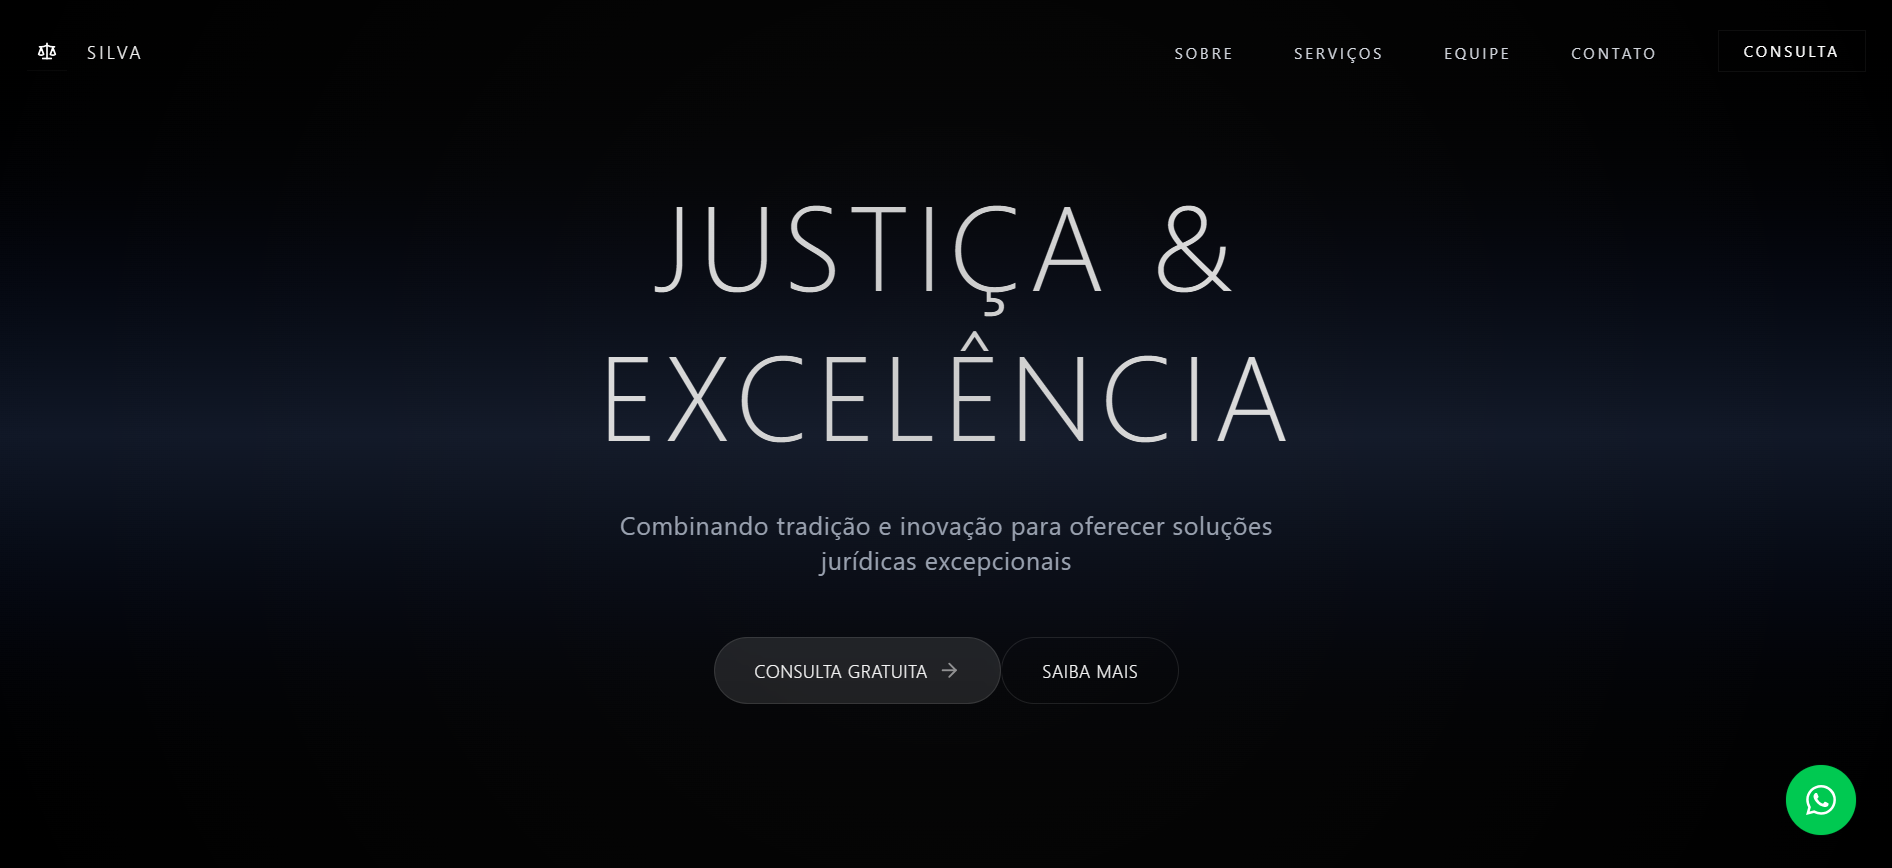 SILVA
SOBRE
SERVIÇOS
EQUIPE
CONTATO
CONSULTA
JUSTIÇA &
EXCELÊNCIA
Combinando tradição e inovação para oferecer soluções
jurídicas excepcionais
CONSULTA GRATUITA
SAIBA MAIS